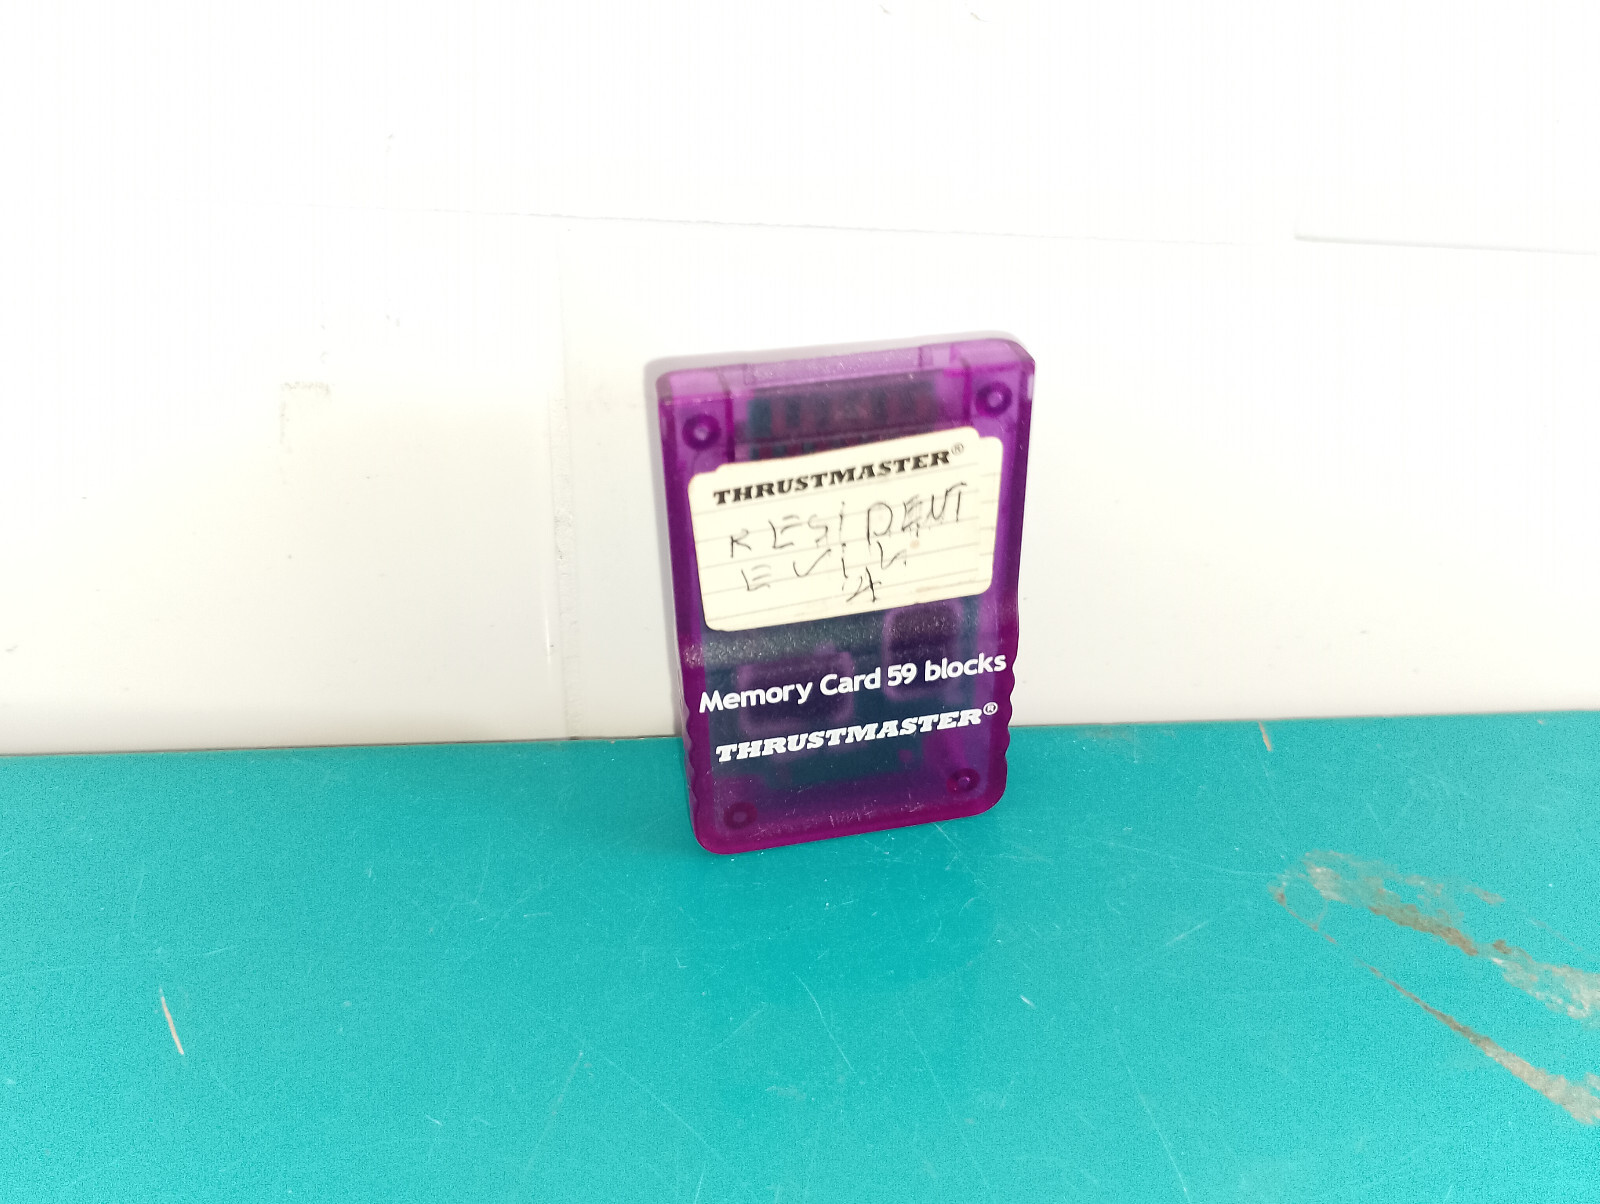 THRUSTMASTER®
RESiDENT
EViL
4
Memory Card 59 blocks
THRUSTMASTER®